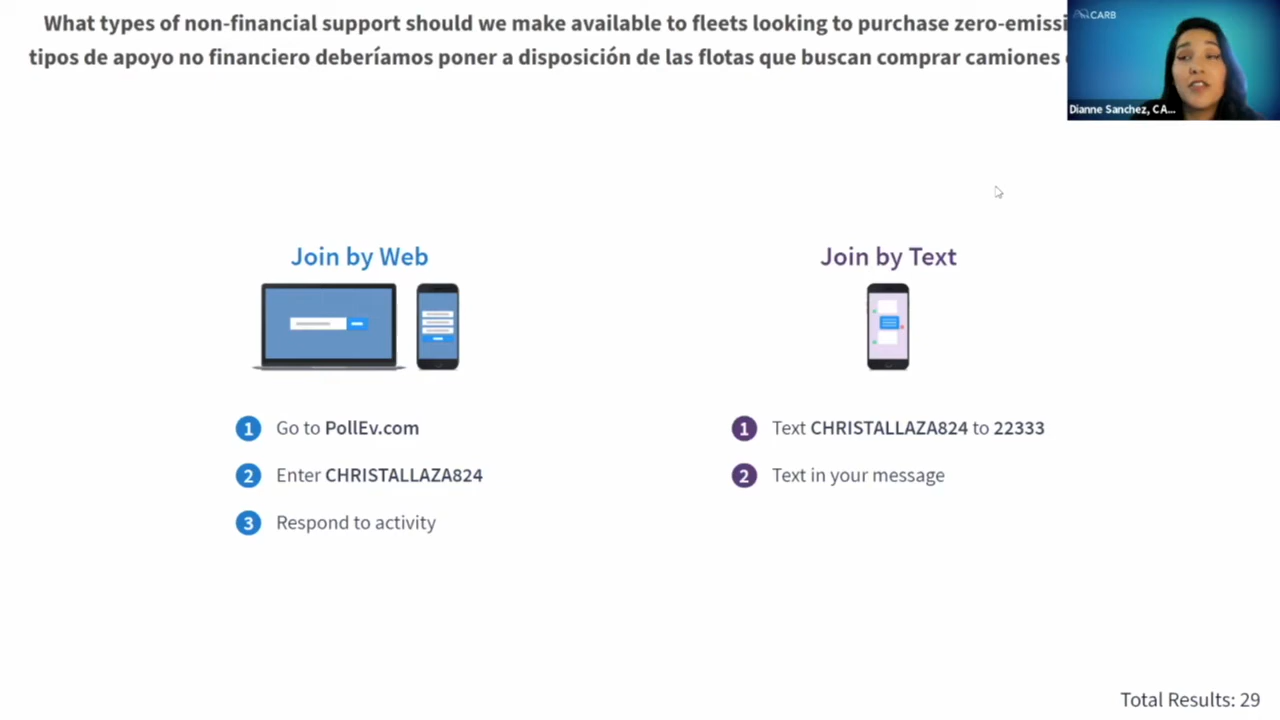 What types of non-financial support should we make available to fleets looking to purchase zero-emissi
tipos de apoyo no financiero deberíamos poner a disposición de las flotas que buscan comprar camiones
CARB
Dianne Sanchez, CA...
Join by Web
Join by Text
1 Go to PollEv.com
1 Text CHRISTALLAZA824 to 22333
2 Enter CHRISTALLAZA824
2 Text in your message
3 Respond to activity
Total Results: 29